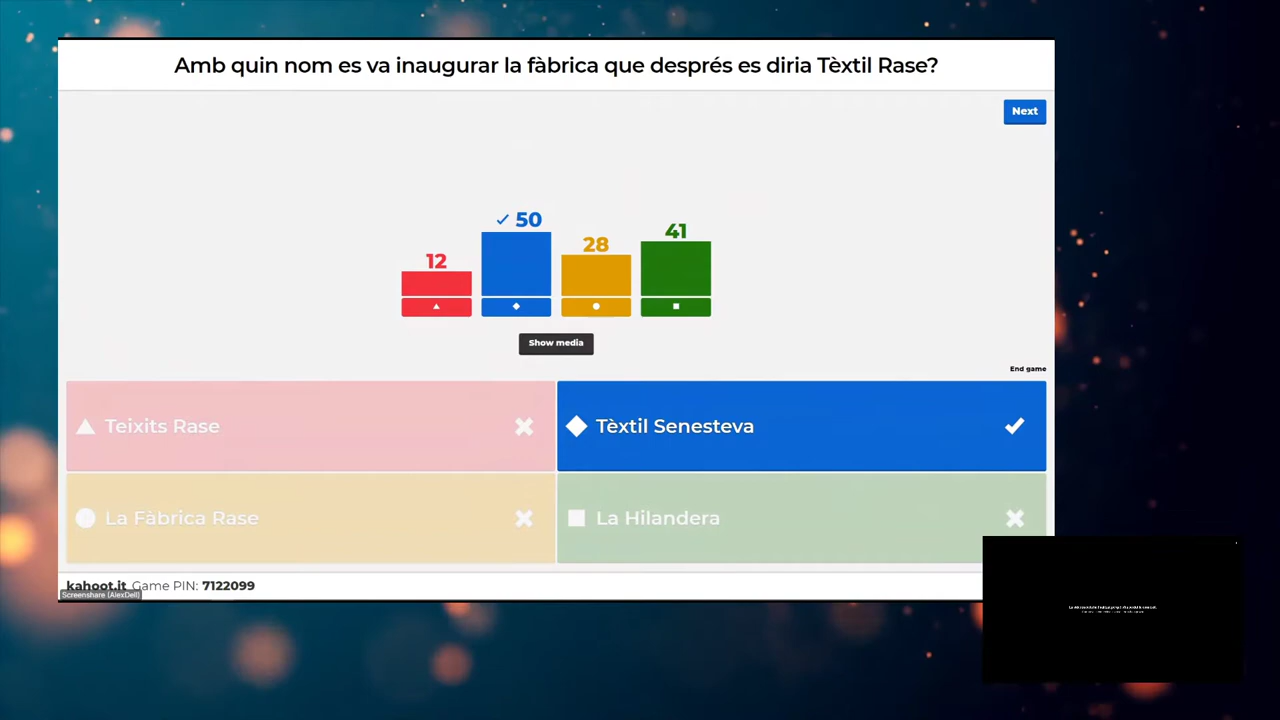 Amb quin nom es va inaugurar la fàbrica que després es diria Tèxtil Rase?
Next
✓ 50
41
28
12
Show media
End game
Teixits Rase
Tèxtil Senesteva
La Fàbrica Rase
La Hilandera
kahoot.it Game PIN: 7122099
Screenshare (AlexDell)